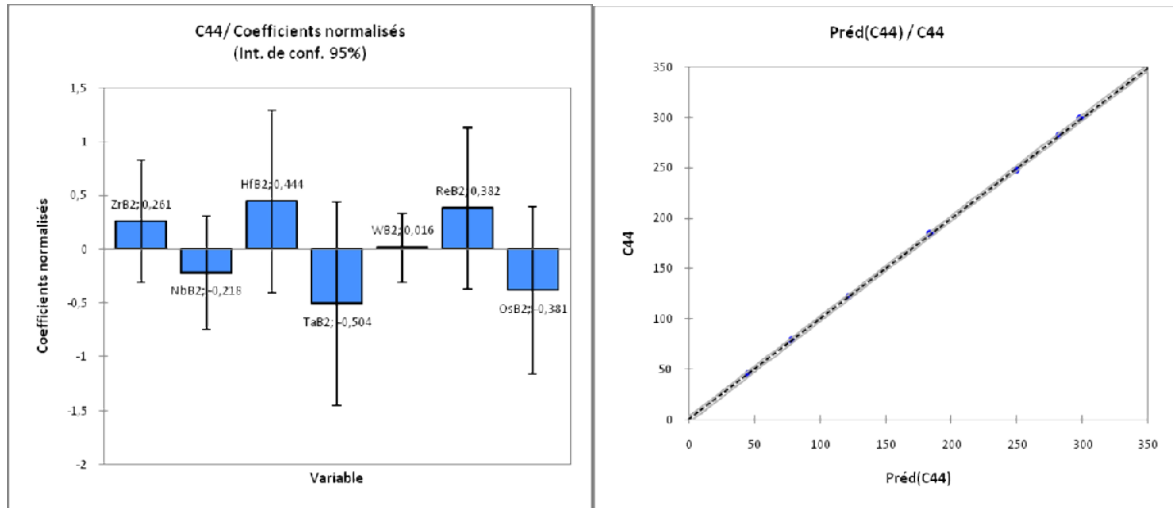 C44/ Coefficients normalisés
(Int. de conf. 95%)
Coefficients normalisés
1,5
1
0,5
0
-0,5
-1
-1,5
-2
ZrB2; 0,261
NbB2; -0,218
HfB2; 0,444
TaB2; -0,504
WB2; 0,016
ReB2; 0,382
OsB2; -0,381
Variable
Préd(C44) / C44
C44
350
300
250
200
150
100
50
0
0 50 100 150 200 250 300 350
Préd(C44)